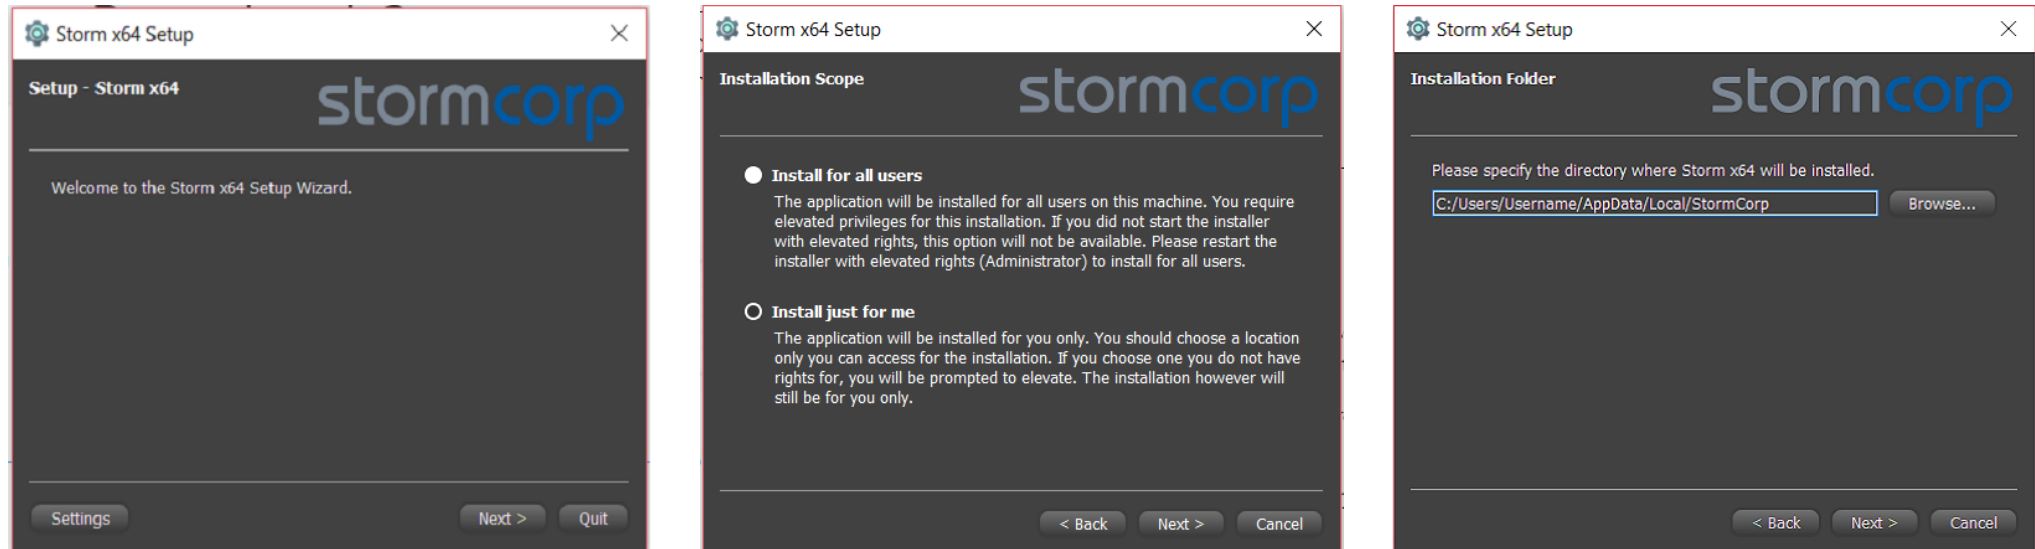 Storm x64 Setup
Setup - Storm x64
stormcorp
Welcome to the Storm x64 Setup Wizard.
Settings
Next >
Quit
Storm x64 Setup
Installation Scope
stormcorp
Install for all users
The application will be installed for all users on this machine. You require
elevated privileges for this installation. If you did not start the installer
with elevated rights, this option will not be available. Please restart the
installer with elevated rights (Administrator) to install for all users.
Install just for me
The application will be installed for you only. You should choose a location
only you can access for the installation. If you choose one you do not have
rights for, you will be prompted to elevate. The installation however will
still be for you only.
< Back
Next >
Cancel
Storm x64 Setup
Installation Folder
stormcorp
Please specify the directory where Storm x64 will be installed.
C:/Users/Username/AppData/Local/StormCorp
Browse...
< Back
Next >
Cancel